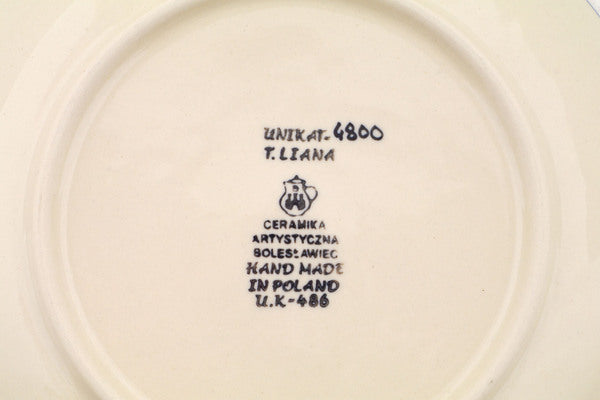 UNIKAT-4800
T.LIANA
CERAMIKA
ARTYSTYCZNA
BOLESŁAWIEC
HAND MADE
IN POLAND
U.K-486